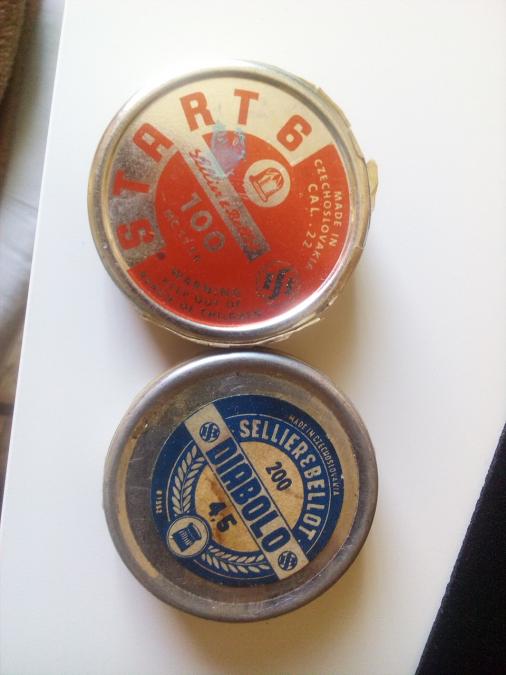 START 6
100
MADE IN
CZECHOSLOVAKIA
CAL. 22
WARNING
KEEP OUT OF
OF CHILDREN
SELLIER&BELLOT
MADE IN CZECHOSLOVAKIA
200
DIABOLO
4,5